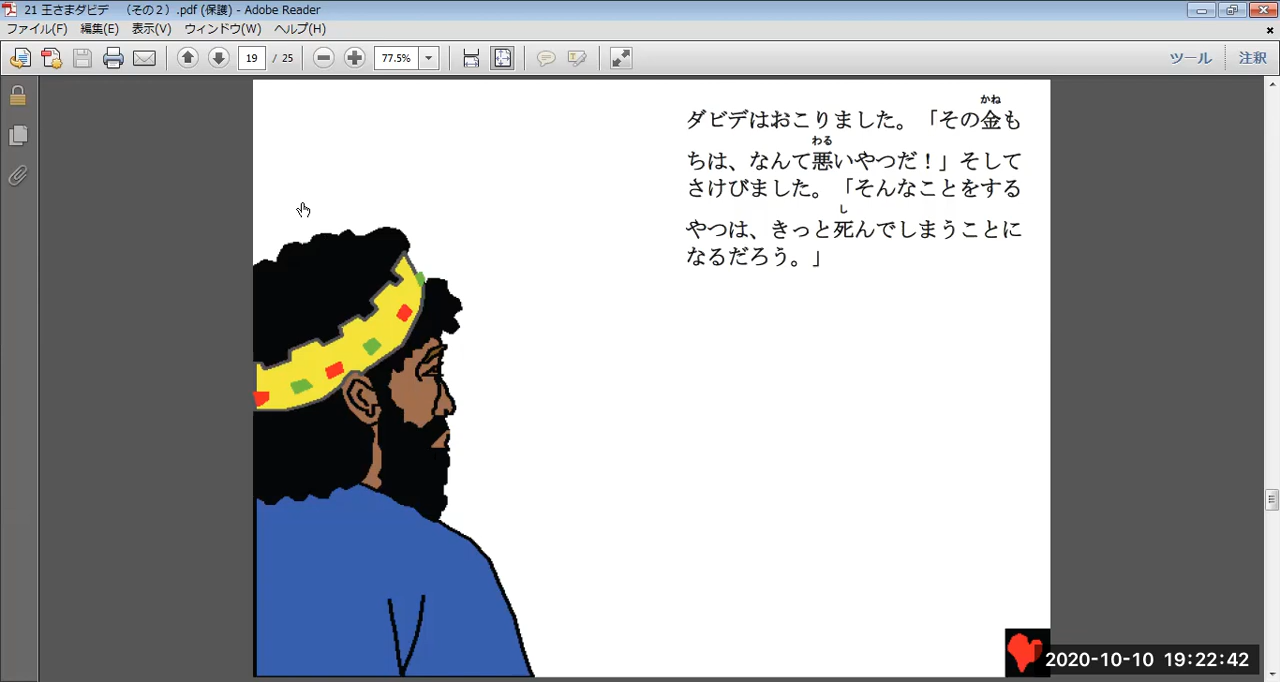 21 王さまダビデ （その２）.pdf (保護) - Adobe Reader
ファイル(F) 編集(E) 表示(V) ウィンドウ(W) ヘルプ(H)
19 / 25 77.5% ツール 注釈
かね
ダビデはおこりました。「その金も
わる
ちは、なんて悪いやつだ！」そして
さけびました。「そんなことをする
し
やつは、きっと死んでしまうことに
なるだろう。」
2020-10-10 19:22:42